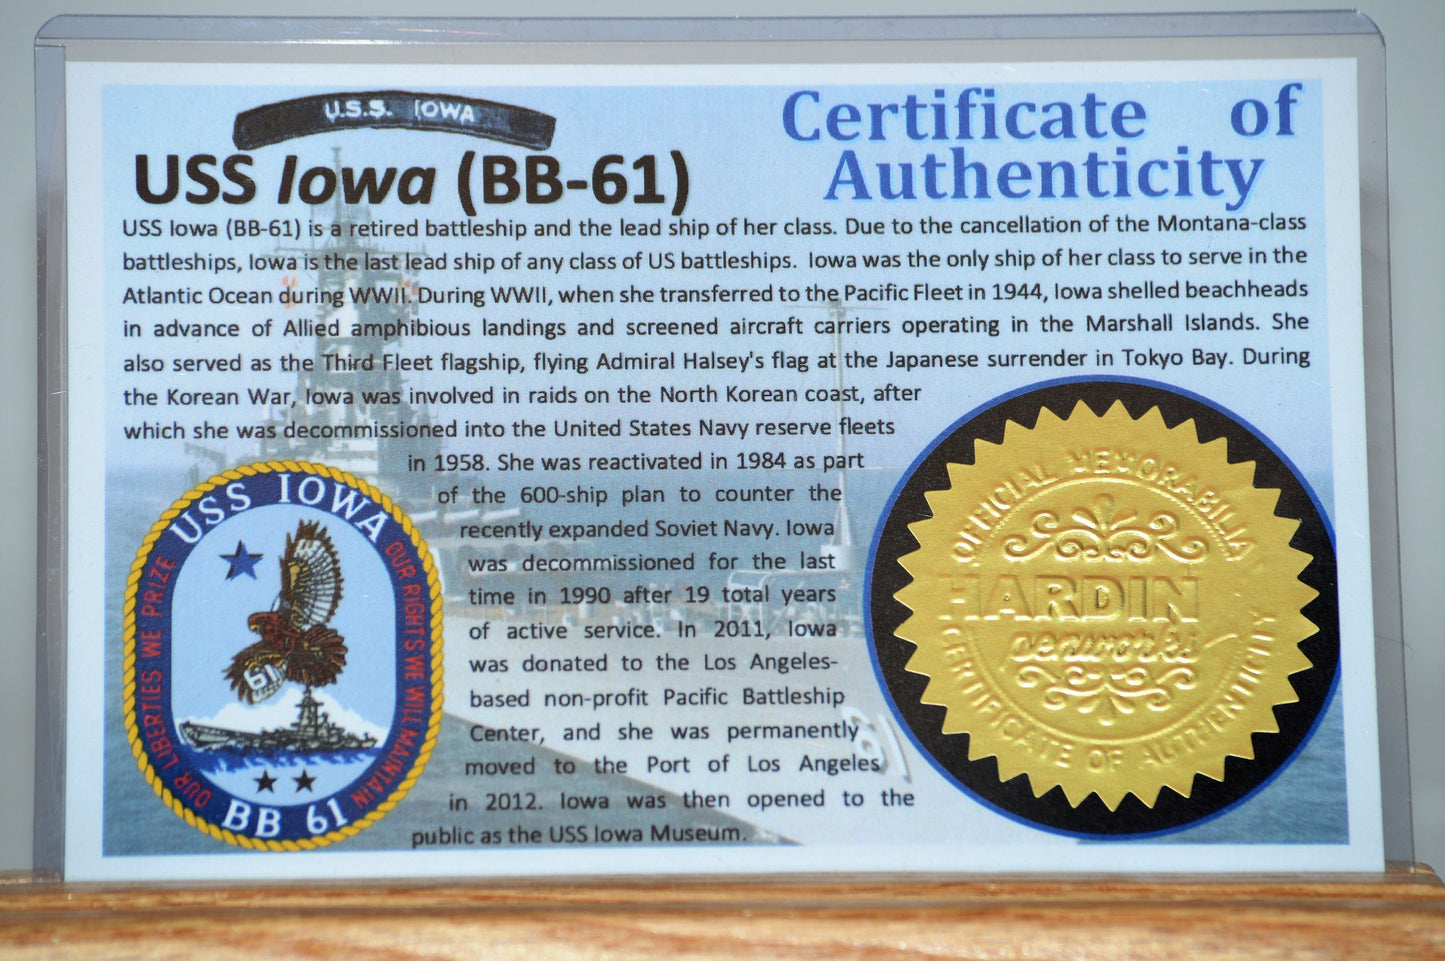 U.S.S. IOWA
Certificate of
Authenticity
USS Iowa (BB-61)
USS Iowa (BB-61) is a retired battleship and the lead ship of her class. Due to the cancellation of the Montana-class
battleships, Iowa is the last lead ship of any class of US battleships. Iowa was the only ship of her class to serve in the
Atlantic Ocean during WWII. During WWII, when she transferred to the Pacific Fleet in 1944, Iowa shelled beachheads
in advance of Allied amphibious landings and screened aircraft carriers operating in the Marshall Islands. She
also served as the Third Fleet flagship, flying Admiral Halsey's flag at the Japanese surrender in Tokyo Bay. During
the Korean War, Iowa was involved in raids on the North Korean coast, after
which she was decommissioned into the United States Navy reserve fleets
in 1958. She was reactivated in 1984 as part
of the 600-ship plan to counter the
recently expanded Soviet Navy. Iowa
was decommissioned for the last
time in 1990 after 19 total years
of active service. In 2011, Iowa
was donated to the Los Angeles-
based non-profit Pacific Battleship
Center, and she was permanently
moved to the Port of Los Angeles
in 2012. Iowa was then opened to the
public as the USS Iowa Museum.
USS IOWA
OUR LIBERTIES WE PRIZE
OUR RIGHTS WE WILL MAINTAIN
61
BB 61
OFFICIAL MEMORABILIA
HARDIN
penworks
CERTIFICATE OF AUTHENTICITY